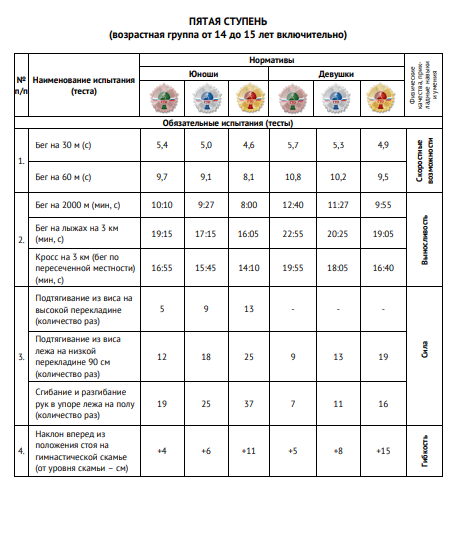 ПЯТАЯ СТУПЕНЬ
(возрастная группа от 14 до 15 лет включительно)
№ п/п Наименование испытания (теста) Нормативы Физические качества, прикладные навыки и умения
Юноши Девушки
Обязательные испытания (тесты)
1. Бег на 30 м (с) 5,4 5,0 4,6 5,7 5,3 4,9 Скоростные возможности
Бег на 60 м (с) 9,7 9,1 8,1 10,8 10,2 9,5
2. Бег на 2000 м (мин, с) 10:10 9:27 8:00 12:40 11:27 9:55 Выносливость
Бег на лыжах на 3 км (мин, с) 19:15 17:15 16:05 22:55 20:25 19:05
Кросс на 3 км (бег по пересеченной местности) (мин, с) 16:55 15:45 14:10 19:55 18:05 16:40
3. Подтягивание из виса на высокой перекладине (количество раз) 5 9 13 - - - Сила
Подтягивание из виса лежа на низкой перекладине 90 см (количество раз) 12 18 25 9 13 19
Сгибание и разгибание рук в упоре лежа на полу (количество раз) 19 25 37 7 11 16
4. Наклон вперед из положения стоя на гимнастической скамье (от уровня скамьи – см) +4 +6 +11 +5 +8 +15 Гибкость